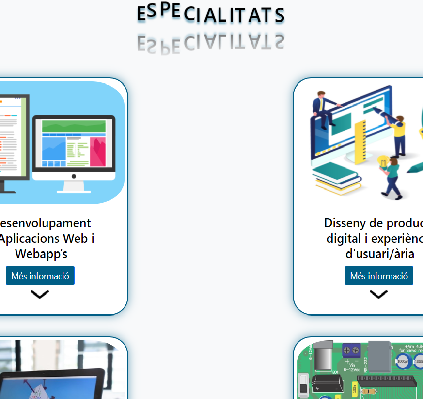 ESPECIALITATS
esenvolupament
Aplicacions Web i
Webapp's
Més informació
Disseny de produc
digital i experiènc
d'usuari/ària
Més informació